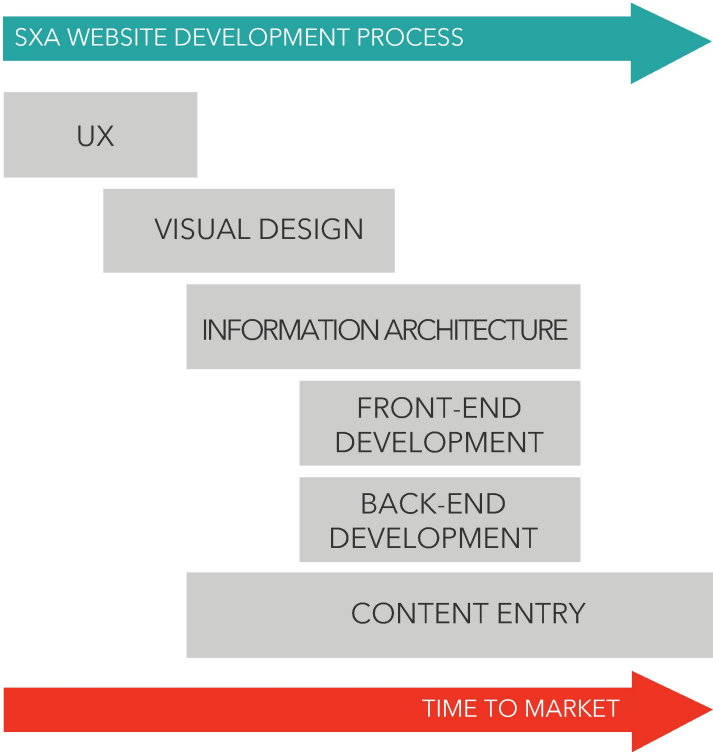 SXA WEBSITE DEVELOPMENT PROCESS
UX
VISUAL DESIGN
INFORMATION ARCHITECTURE
FRONT-END
DEVELOPMENT
BACK-END
DEVELOPMENT
CONTENT ENTRY
TIME TO MARKET